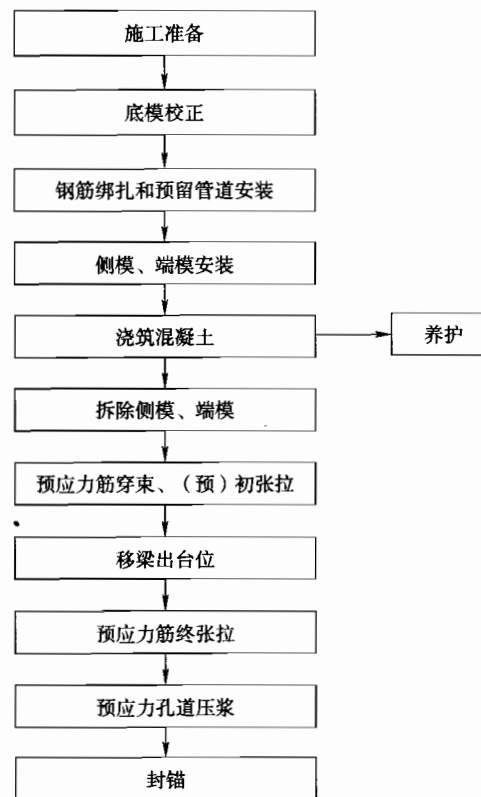 施工准备
底模校正
钢筋绑扎和预留管道安装
侧模、端模安装
浇筑混凝土
养护
拆除侧模、端模
预应力筋穿束、（预）初张拉
移梁出台位
预应力筋终张拉
预应力孔道压浆
封锚